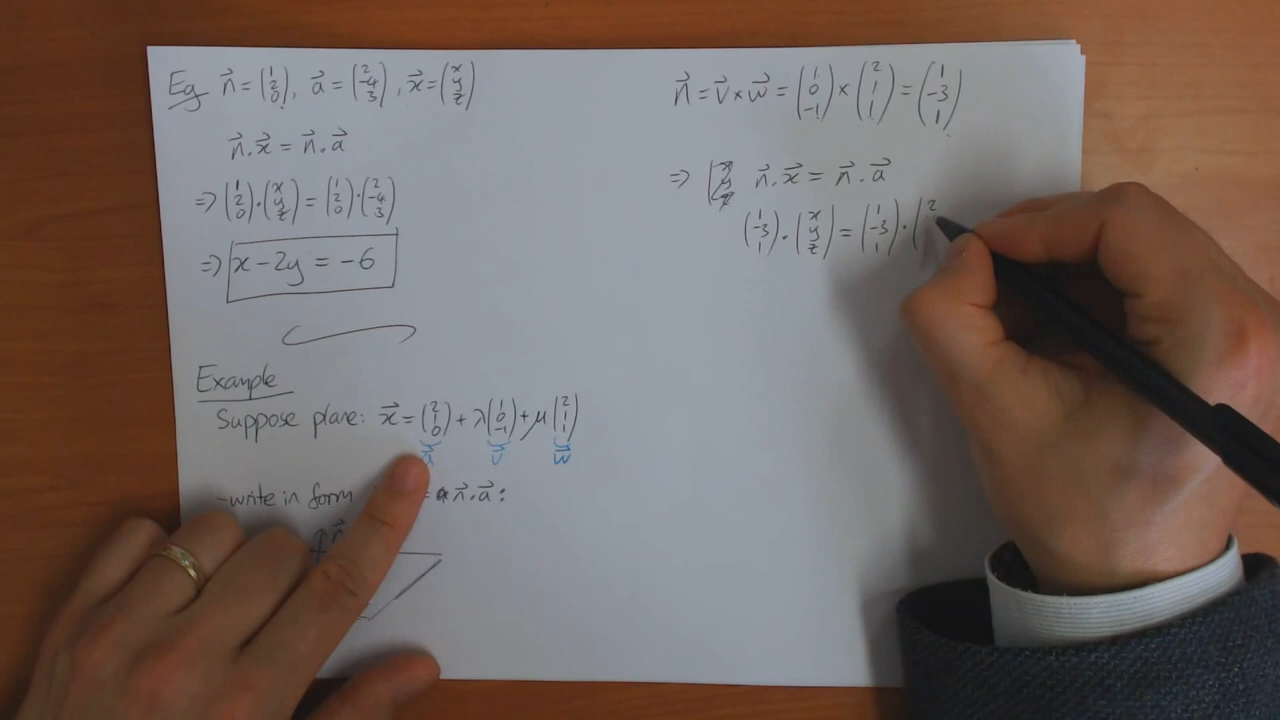 Eg n⃗ = (1 2 0), a⃗ = (2 -4 3), x⃗ = (x y z)
n⃗ . x⃗ = n⃗ . a⃗
⇒ (1 2 0) . (x y z) = (1 2 0) . (2 -4 3)
⇒ x - 2y = -6
Example
Suppose plane: x⃗ = (2 1 0) + λ(1 0 -1) + μ(2 1 1)
v w
-write in form = n⃗ . a⃗ :
n⃗
n⃗ = v⃗ × w⃗ = (1 0 -1) × (2 1 1) = (1 -3 1)
⇒ n⃗ . x⃗ = n⃗ . a⃗
(1 -3 1) . (x y z) = (1 -3 1) . (2